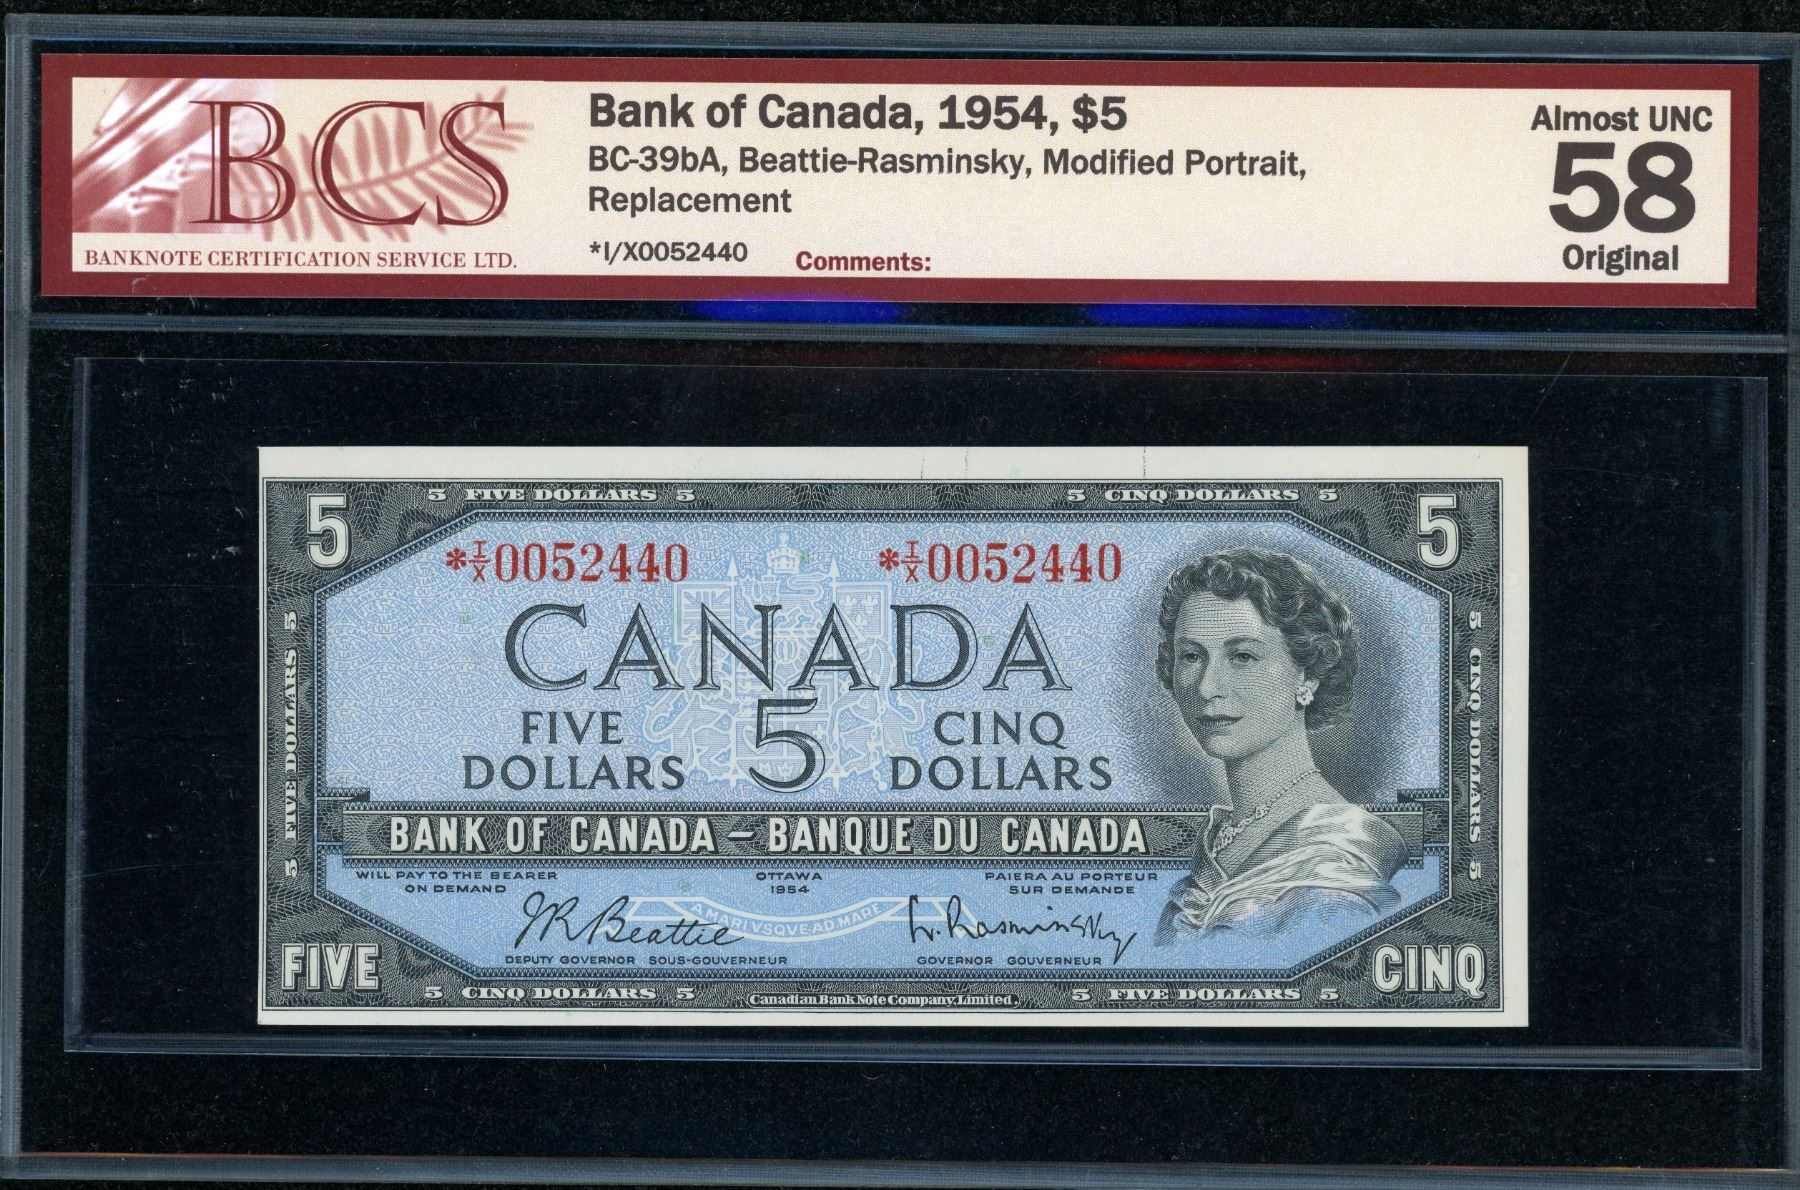 BCS
BANKNOTE CERTIFICATION SERVICE LTD.
Bank of Canada, 1954, $5
BC-39bA, Beattie-Rasminsky, Modified Portrait,
Replacement
*I/X0052440
Comments:
Almost UNC
58
Original
5 FIVE DOLLARS 5
5 CINQ DOLLARS 5
5
5
*I/X0052440
*I/X0052440
CANADA
FIVE
DOLLARS
5
CINQ
DOLLARS
5 FIVE DOLLARS 5
5 CINQ DOLLARS 5
BANK OF CANADA – BANQUE DU CANADA
WILL PAY TO THE BEARER
ON DEMAND
OTTAWA
1954
PAIERA AU PORTEUR
SUR DEMANDE
JR Beattie
A MARI VSQVE AD MARE
L. Rasminsky
DEPUTY GOVERNOR SOUS-GOUVERNEUR
GOVERNOR GOUVERNEUR
FIVE
CINQ
5 CINQ DOLLARS 5
Canadian Bank Note Company, Limited.
5 FIVE DOLLARS 5